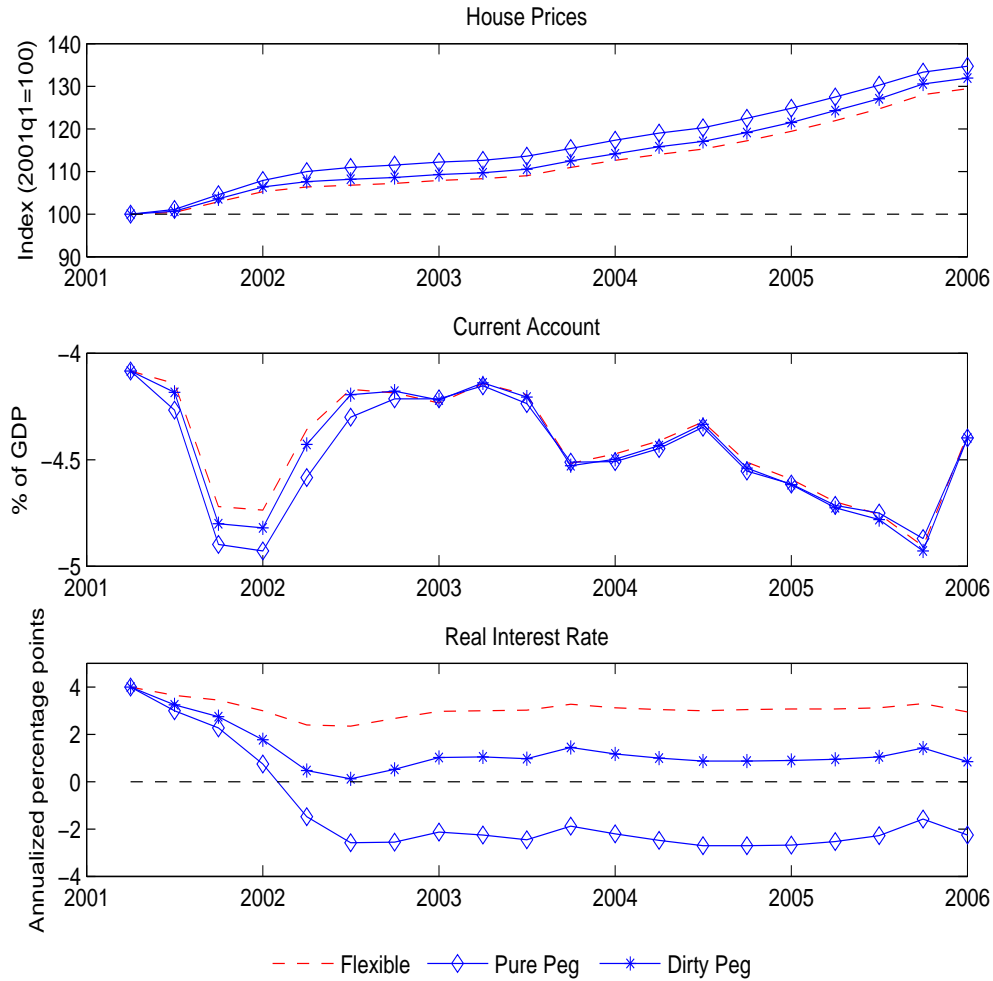 House Prices
Index (2001q1=100)
140
130
120
110
100
90
2001 2002 2003 2004 2005 2006
Current Account
% of GDP
−4
−4.5
−5
2001 2002 2003 2004 2005 2006
Real Interest Rate
Annualized percentage points
4
2
0
−2
−4
2001 2002 2003 2004 2005 2006
Flexible Pure Peg Dirty Peg